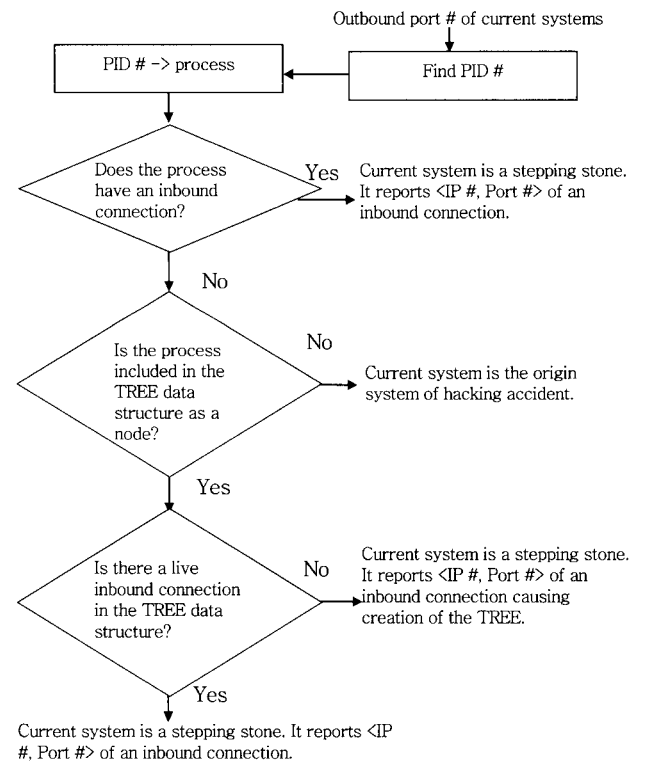 Outbound port # of current systems
PID # -> process
Find PID #
Does the process
have an inbound
connection?
Yes
Current system is a stepping stone.
It reports <IP #, Port #> of an
inbound connection.
No
Is the process
included in the
TREE data
structure as a
node?
No
Current system is the origin
system of hacking accident.
Yes
Is there a live
inbound connection
in the TREE data
structure?
No
Current system is a stepping stone.
It reports <IP #, Port #> of an
inbound connection causing
creation of the TREE.
Yes
Current system is a stepping stone. It reports <IP
#, Port #> of an inbound connection.